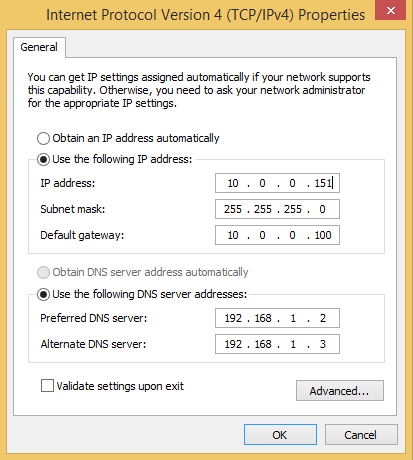 Internet Protocol Version 4 (TCP/IPv4) Properties
General
You can get IP settings assigned automatically if your network supports
this capability. Otherwise, you need to ask your network administrator
for the appropriate IP settings.
Obtain an IP address automatically
Use the following IP address:
IP address: 10 . 0 . 0 . 151
Subnet mask: 255 . 255 . 255 . 0
Default gateway: 10 . 0 . 0 . 100
Obtain DNS server address automatically
Use the following DNS server addresses:
Preferred DNS server: 192 . 168 . 1 . 2
Alternate DNS server: 192 . 168 . 1 . 3
Validate settings upon exit
Advanced...
OK Cancel